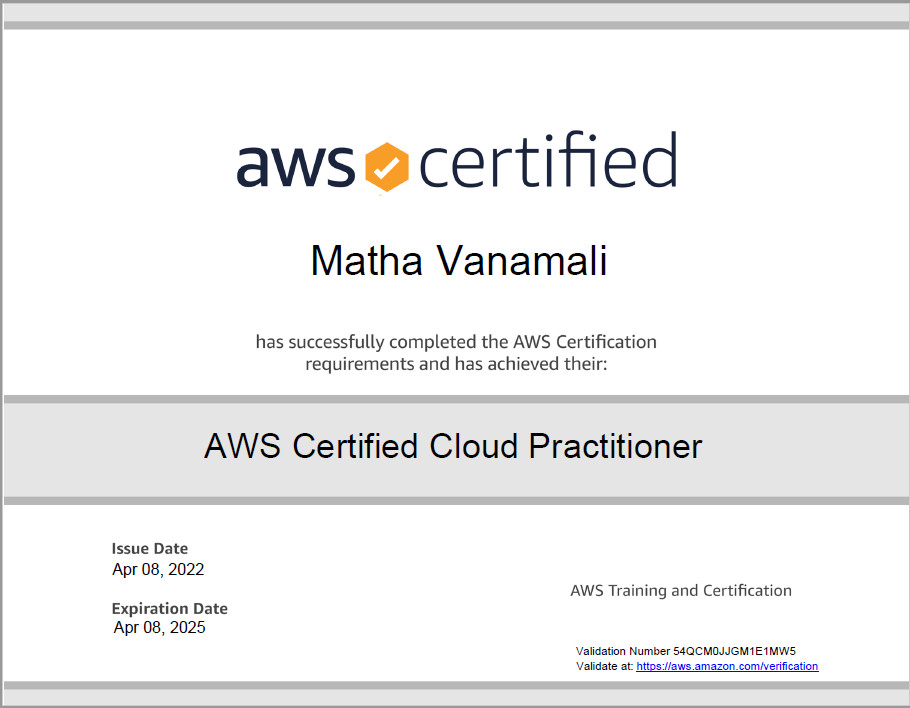 aws certified
Matha Vanamali
has successfully completed the AWS Certification
requirements and has achieved their:
AWS Certified Cloud Practitioner
Issue Date
Apr 08, 2022
Expiration Date
Apr 08, 2025
AWS Training and Certification
Validation Number 54QCM0JJGM1E1MW5
Validate at: https://aws.amazon.com/verification